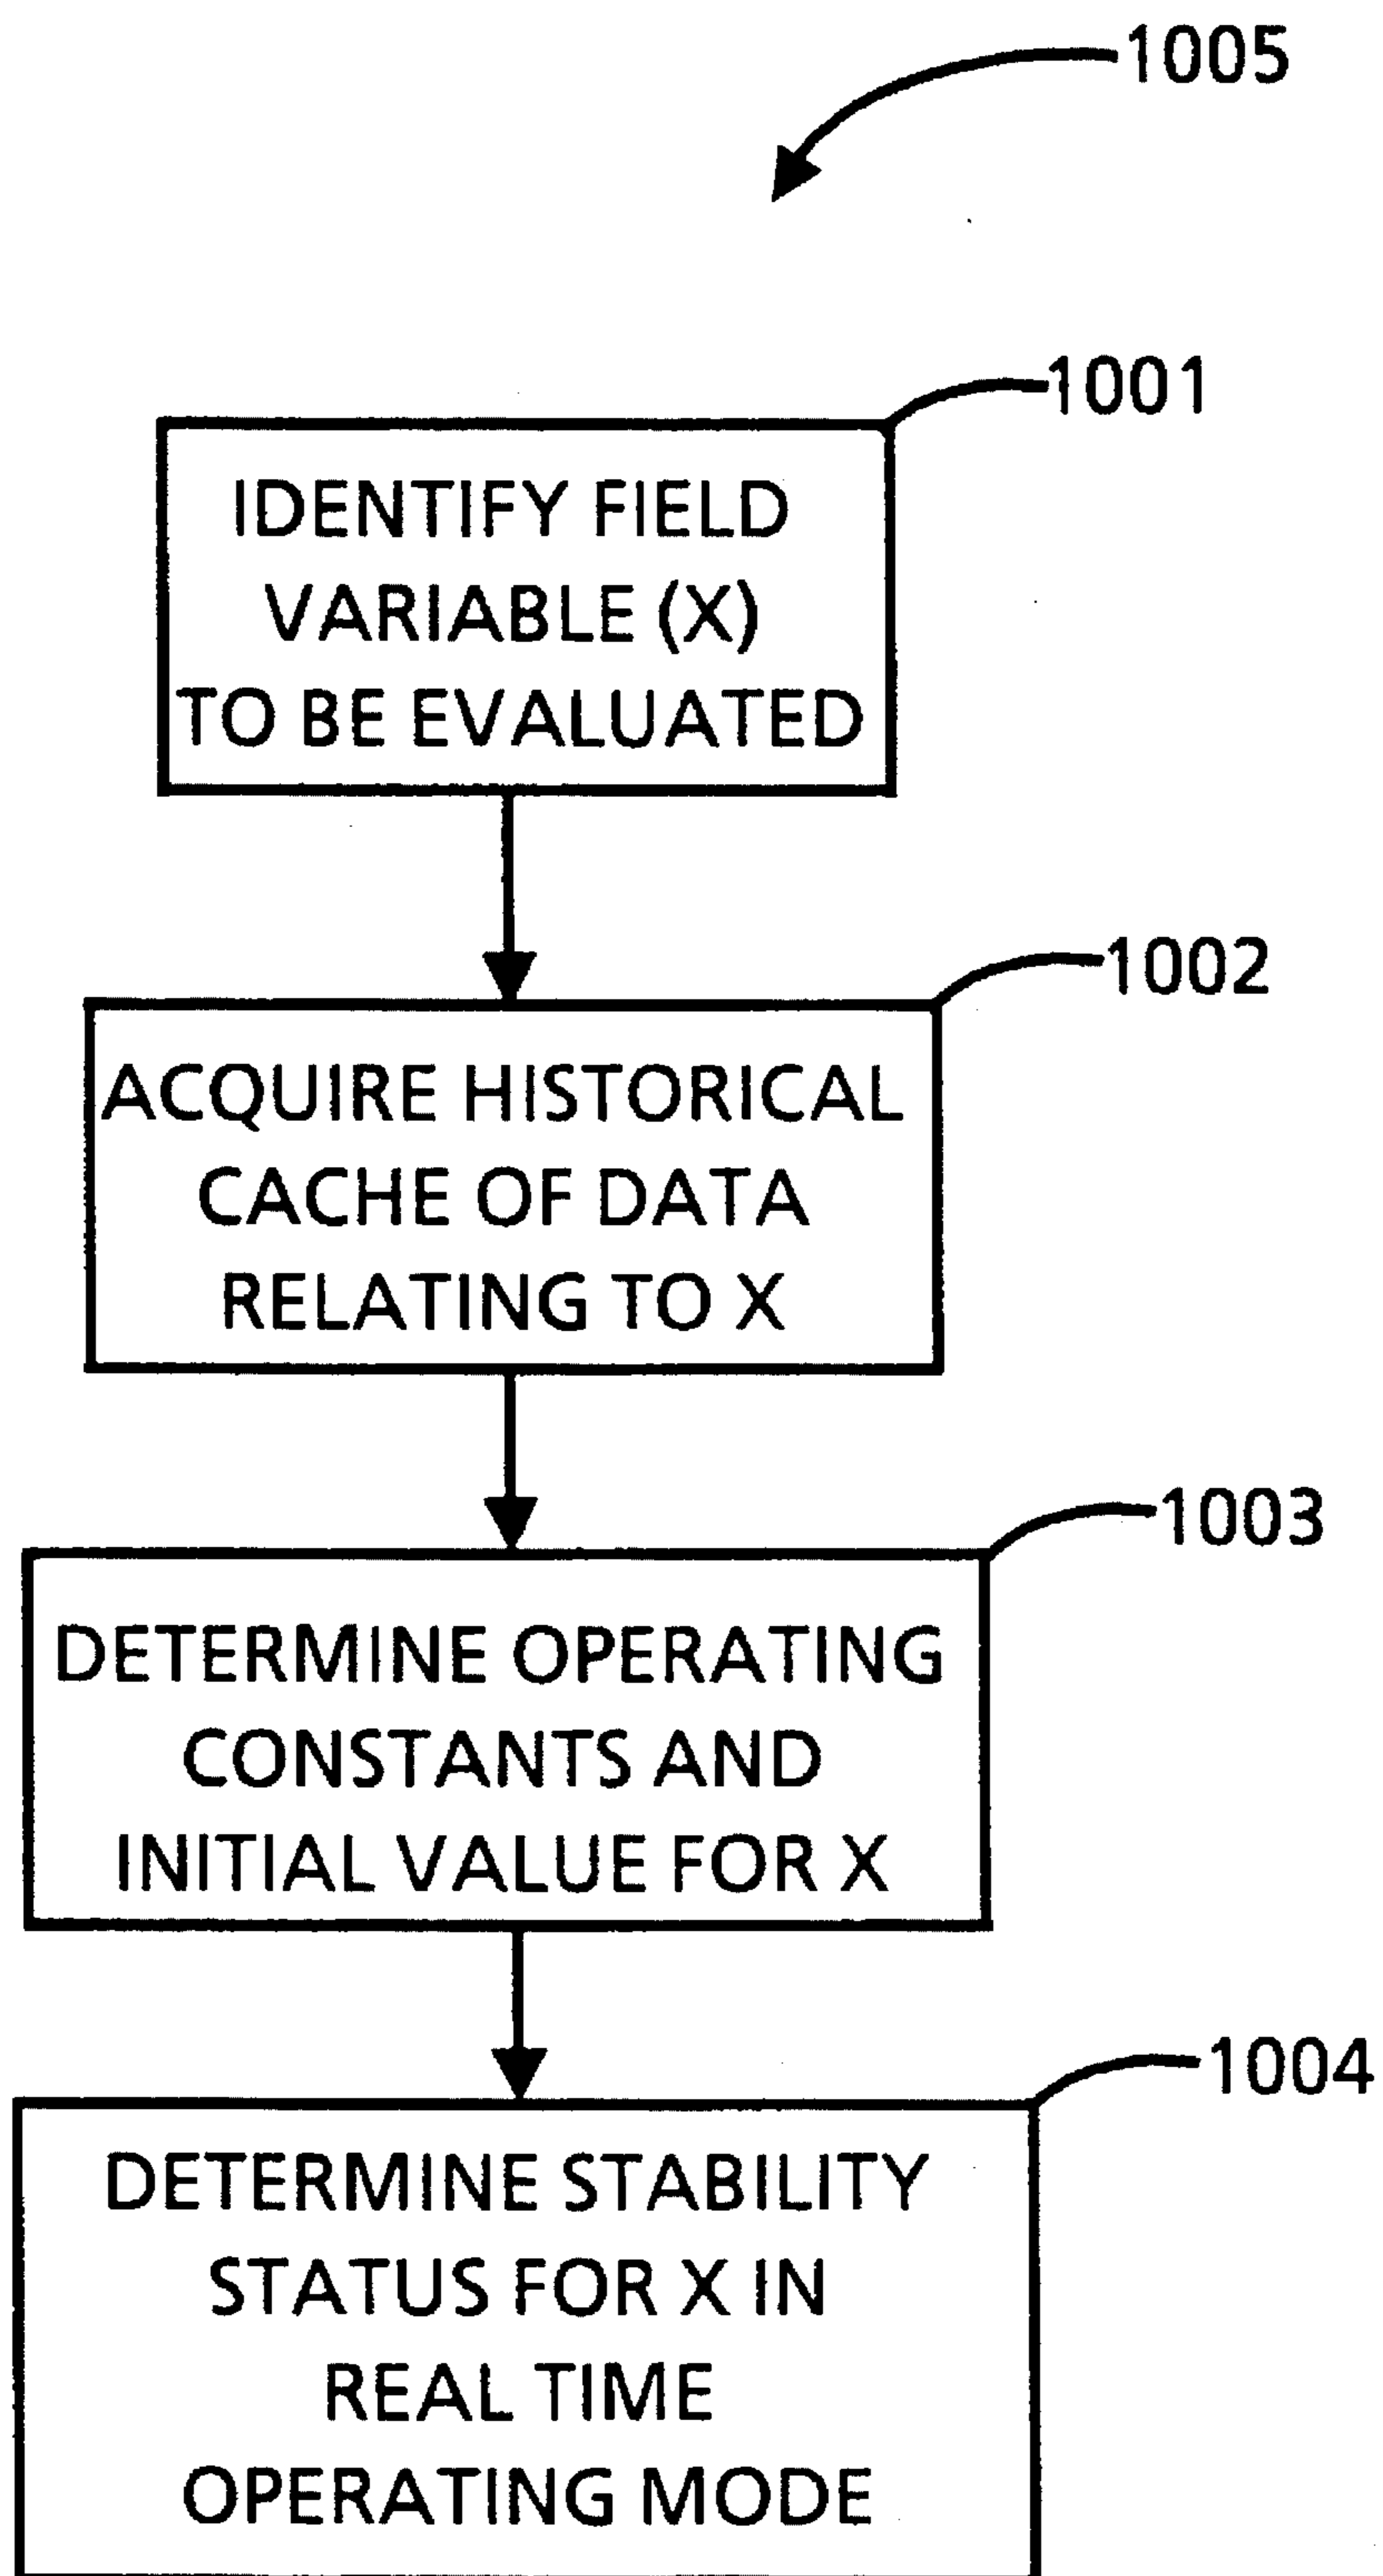 1005
1001
IDENTIFY FIELD
VARIABLE (X)
TO BE EVALUATED
1002
ACQUIRE HISTORICAL
CACHE OF DATA
RELATING TO X
1003
DETERMINE OPERATING
CONSTANTS AND
INITIAL VALUE FOR X
1004
DETERMINE STABILITY
STATUS FOR X IN
REAL TIME
OPERATING MODE